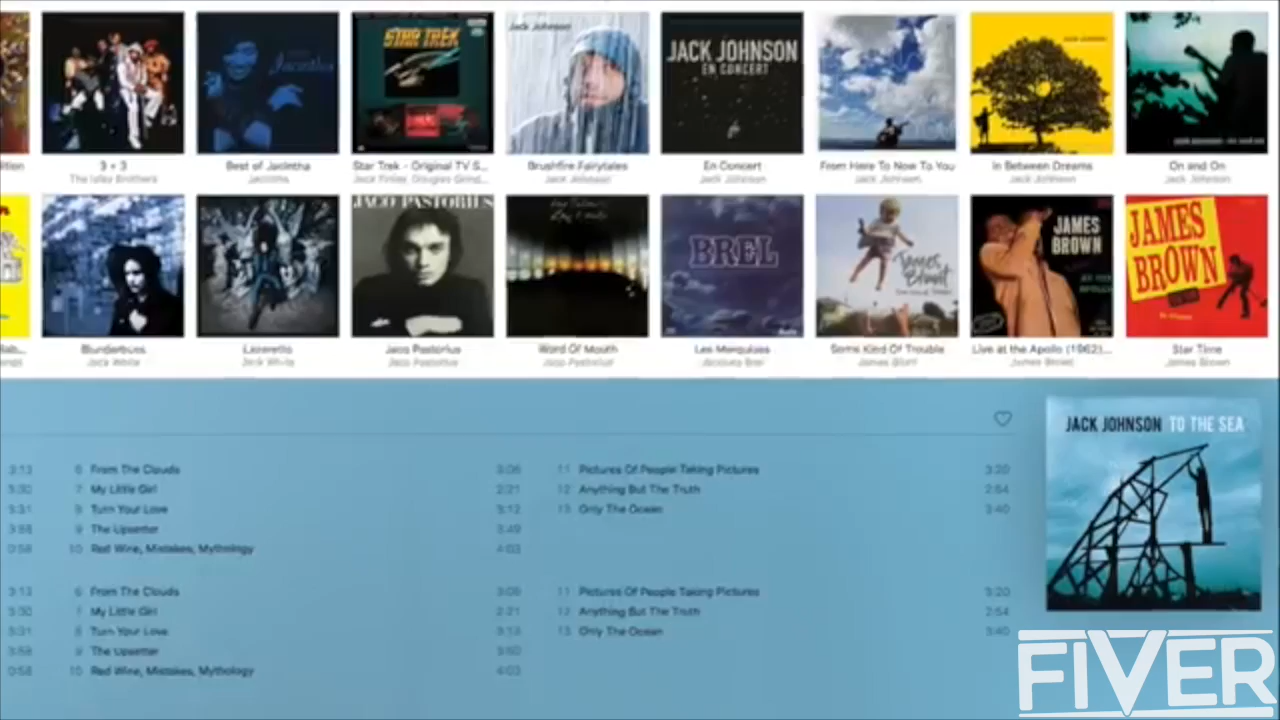 STAR TREK
Jack Johnson
JACK JOHNSON
EN CONCERT
Jacintha
3 + 3
Best of Jacintha
Star Trek - Original TV S...
Brushfire Fairytales
En Concert
From Here To Now To You
In Between Dreams
On and On
The Isley Brothers
Jacintha
Jack Johnson
Jack Johnson
Jack Johnson
Jack Johnson
Jack Johnson
JACO PASTORIUS
BREL
James Blunt
JAMES BROWN
JAMES BROWN
Blunderbuss
Lazaretto
Jaco Pastorius
Word Of Mouth
Les Marquises
Some Kind Of Trouble
Live at the Apollo (1962)...
Star Time
Jack White
Jack White
Jaco Pastorius
Jaco Pastorius
Jacques Brel
James Blunt
James Brown
James Brown
JACK JOHNSON TO THE SEA
3:13 6 From The Clouds 3:06 11 Pictures Of People Taking Pictures 3:20
3:30 7 My Little Girl 2:21 12 Anything But The Truth 2:54
5:31 8 Turn Your Love 3:12 13 Only The Ocean 3:40
3:58 9 The Upsetter 3:49
0:58 10 Red Wine, Mistakes, Mythology 4:03
3:13 6 From The Clouds 3:06 11 Pictures Of People Taking Pictures 3:20
3:30 7 My Little Girl 2:21 12 Anything But The Truth 2:54
5:31 8 Turn Your Love 3:13 13 Only The Ocean 3:40
3:58 9 The Upsetter
0:58 10 Red Wine, Mistakes, Mythology 4:03
FIVER